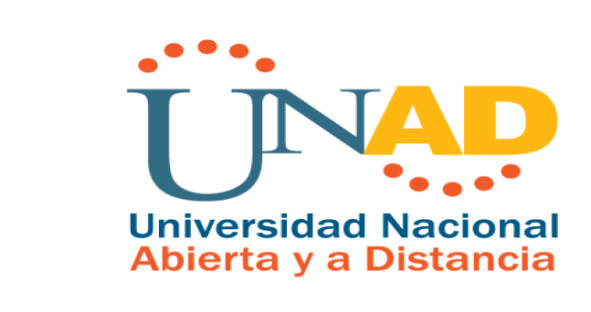 UNAD
Universidad Nacional
Abierta y a Distancia